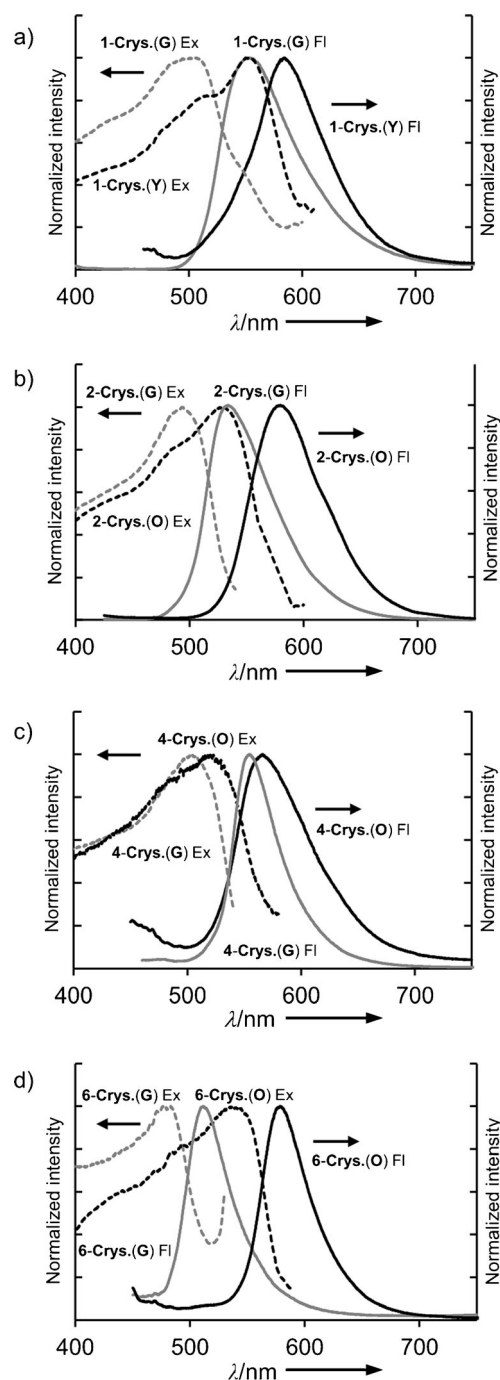 a)
1-Crys.(G) Ex 1-Crys.(G) Fl
1-Crys.(Y) Fl
1-Crys.(Y) Ex
Normalized intensity
Normalized intensity
400 500 600 700
λ/nm
b)
2-Crys.(G) Ex 2-Crys.(G) Fl
2-Crys.(O) Fl
2-Crys.(O) Ex
Normalized intensity
Normalized intensity
400 500 600 700
λ/nm
c)
4-Crys.(O) Ex
4-Crys.(O) Fl
4-Crys.(G) Ex
4-Crys.(G) Fl
Normalized intensity
Normalized intensity
400 500 600 700
λ/nm
d)
6-Crys.(G) Ex 6-Crys.(O) Ex
6-Crys.(O) Fl
6-Crys.(G) Fl
Normalized intensity
Normalized intensity
400 500 600 700
λ/nm